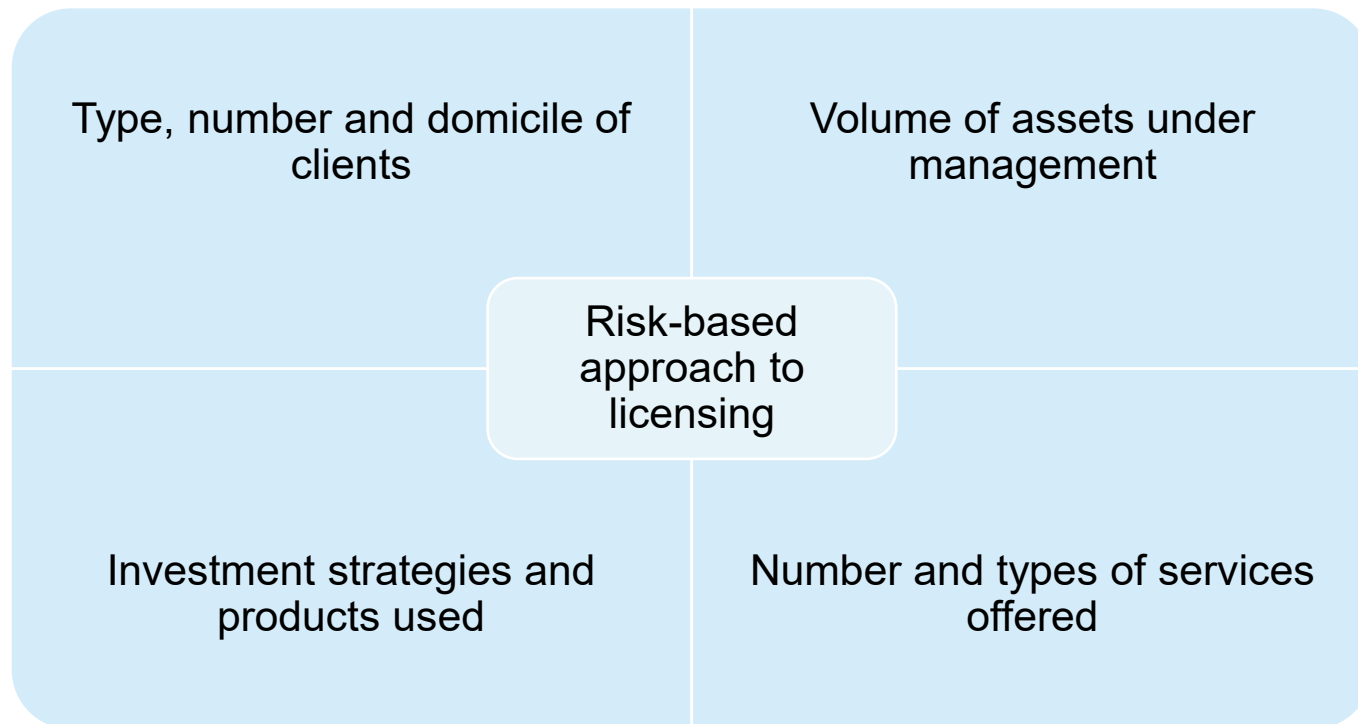 Type, number and domicile of
clients
Volume of assets under
management
Risk-based
approach to
licensing
Investment strategies and
products used
Number and types of services
offered